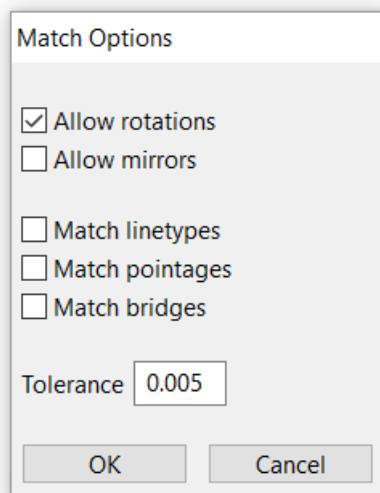 Match Options
Allow rotations
Allow mirrors
Match linetypes
Match pointages
Match bridges
Tolerance 0.005
OK Cancel